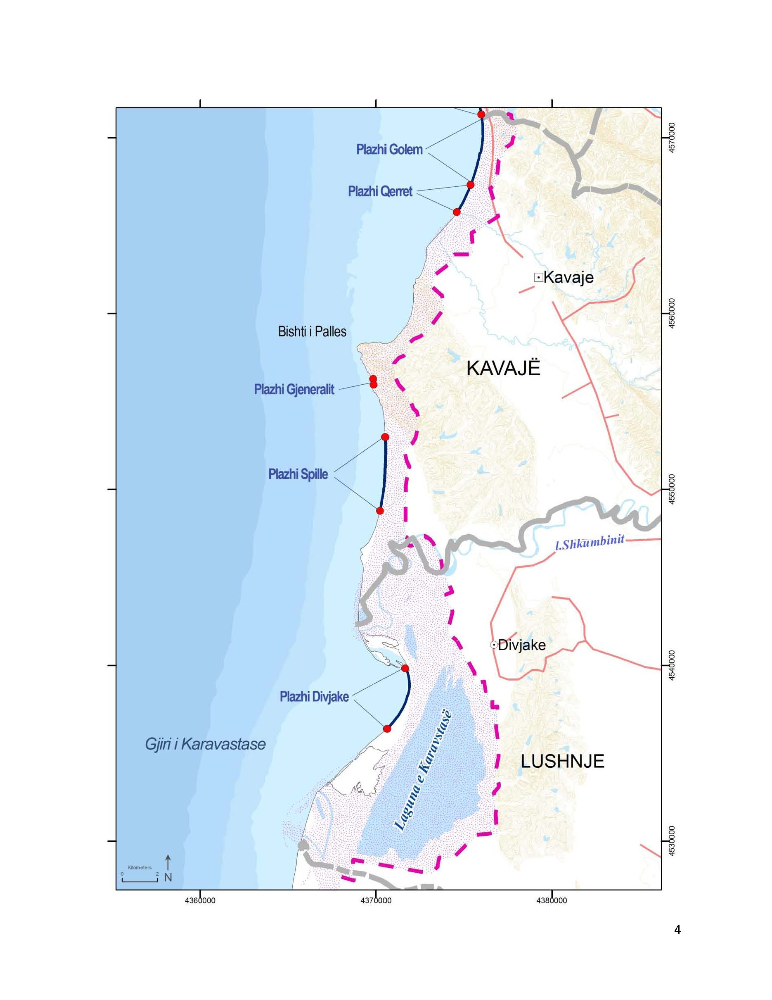 Plazhi Golem
4570000
Plazhi Qerret
Kavaje
4560000
Bishti i Palles
KAVAJË
Plazhi Gjeneralit
Plazhi Spille
4550000
l.Shkumbinit
Divjake
4540000
Plazhi Divjake
Laguna e Karavstasë
Gjiri i Karavastase
LUSHNJE
4530000
Kilometers
0 2
N
4360000 4370000 4380000
4